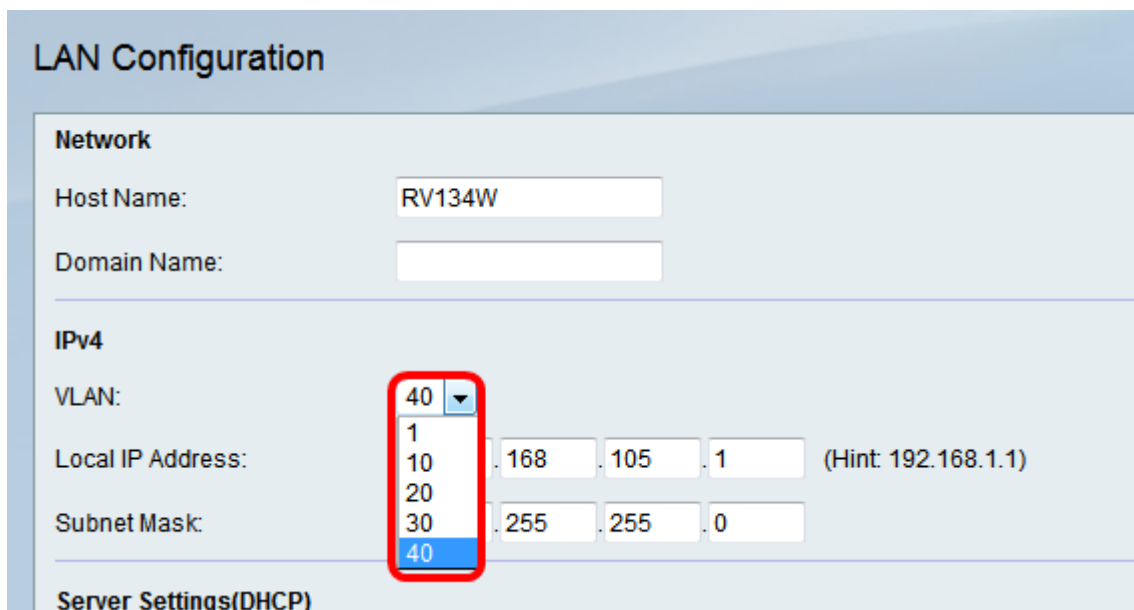 LAN Configuration
Network
Host Name: RV134W
Domain Name:
IPv4
VLAN: 40
1
10
20
30
40
Local IP Address: . 168 . 105 . 1 (Hint: 192.168.1.1)
Subnet Mask: . 255 . 255 . 0
Server Settings(DHCP)